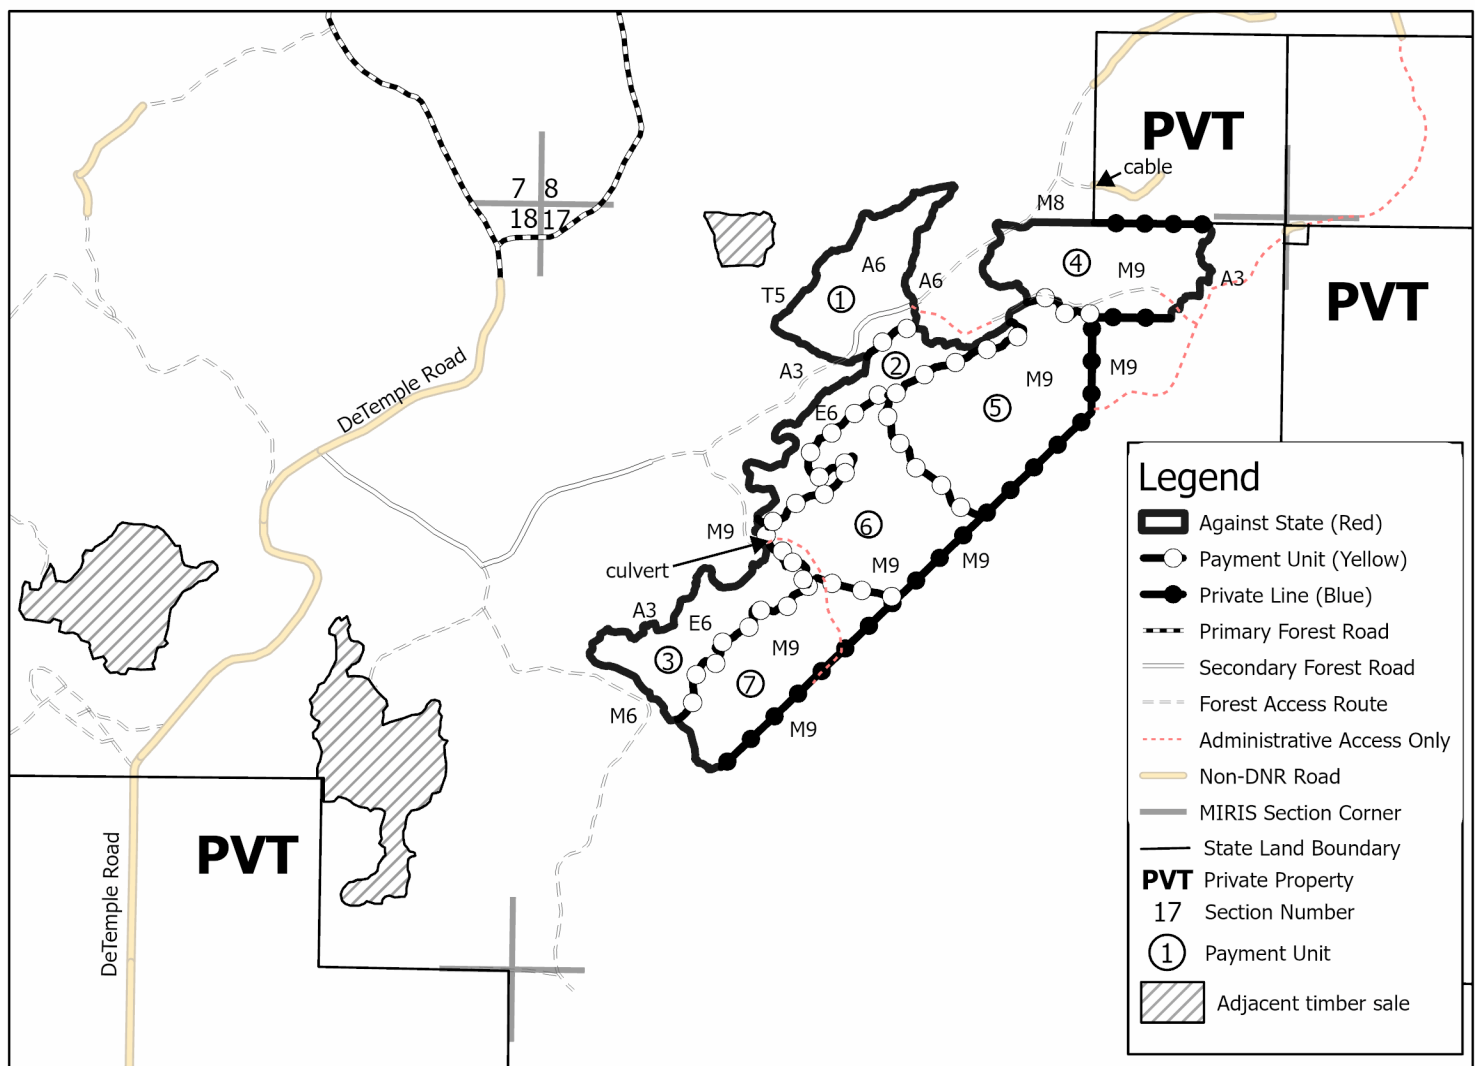 PVT
cable
7 8
18 17
M8
A6
4
M9
A6
A3
T5
1
PVT
A3
2
M9
M9
DeTemple Road
5
E6
Legend
Against State (Red)
M9
6
Payment Unit (Yellow)
culvert
M9
M9
Private Line (Blue)
A3
E6
Primary Forest Road
M9
3
Secondary Forest Road
7
M6
Forest Access Route
M9
Administrative Access Only
Non-DNR Road
MIRIS Section Corner
PVT
State Land Boundary
PVT Private Property
DeTemple Road
17 Section Number
1 Payment Unit
Adjacent timber sale